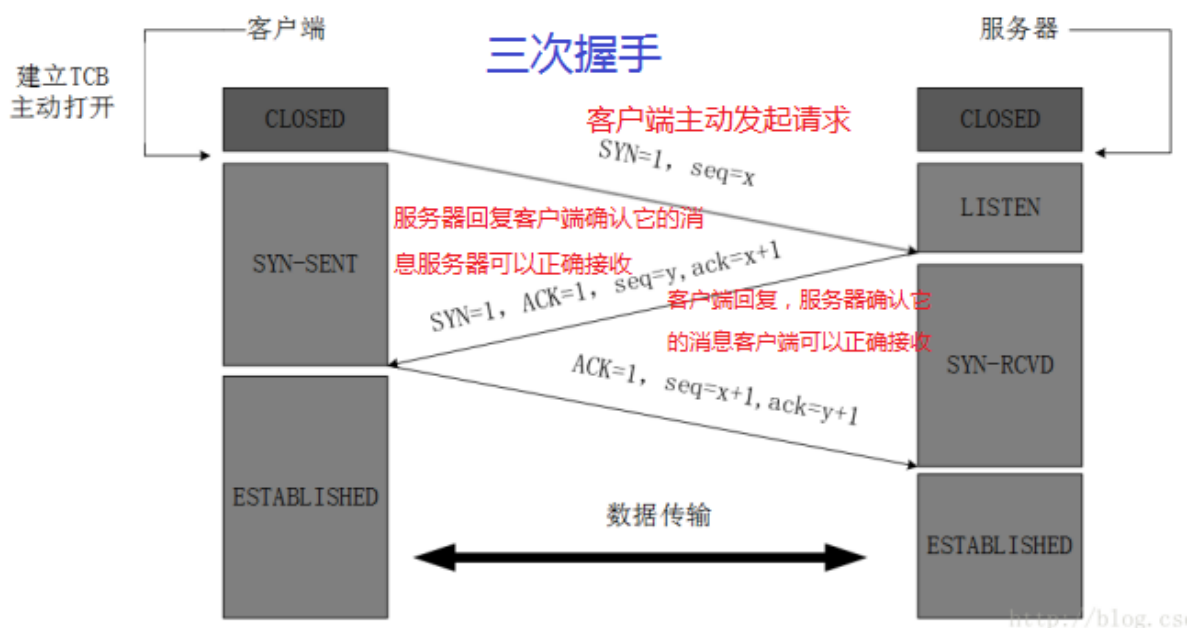 客户端
服务器
三次握手
建立TCB
主动打开
CLOSED
客户端主动发起请求
CLOSED
SYN=1, seq=x
LISTEN
服务器回复客户端确认它的消
息服务器可以正确接收
SYN-SENT
SYN=1, ACK=1, seq=y,ack=x+1
客户端回复，服务器确认它
的消息客户端可以正确接收
SYN-RCVD
ACK=1, seq=x+1,ack=y+1
ESTABLISHED
数据传输
ESTABLISHED
http://blog.cs